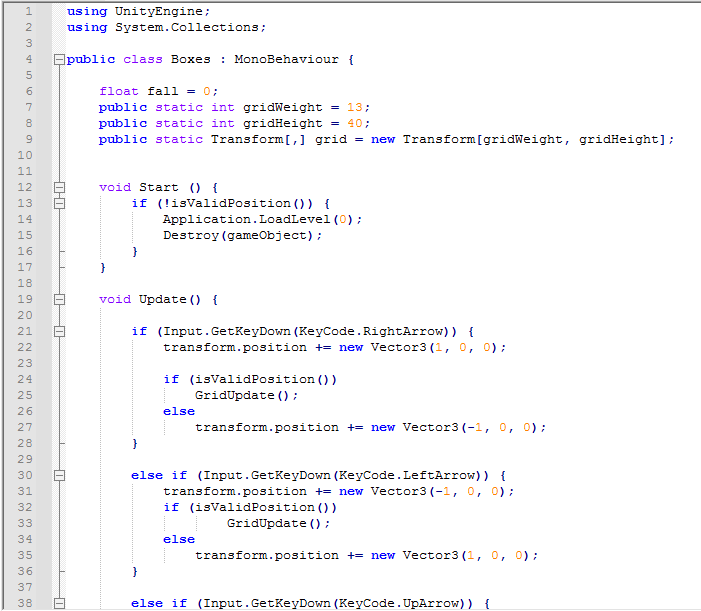 1 using UnityEngine;
2 using System.Collections;
3
4 public class Boxes : MonoBehaviour {
5
6     float fall = 0;
7     public static int gridWeight = 13;
8     public static int gridHeight = 40;
9     public static Transform[,] grid = new Transform[gridWeight, gridHeight];
10
11
12     void Start () {
13         if (!isValidPosition()) {
14             Application.LoadLevel(0);
15             Destroy(gameObject);
16         }
17     }
18
19     void Update() {
20
21         if (Input.GetKeyDown(KeyCode.RightArrow)) {
22             transform.position += new Vector3(1, 0, 0);
23
24             if (isValidPosition())
25                 GridUpdate();
26             else
27                 transform.position += new Vector3(-1, 0, 0);
28         }
29
30         else if (Input.GetKeyDown(KeyCode.LeftArrow)) {
31             transform.position += new Vector3(-1, 0, 0);
32             if (isValidPosition())
33                     GridUpdate();
34             else
35                 transform.position += new Vector3(1, 0, 0);
36         }
37
38         else if (Input.GetKeyDown(KeyCode.UpArrow)) {